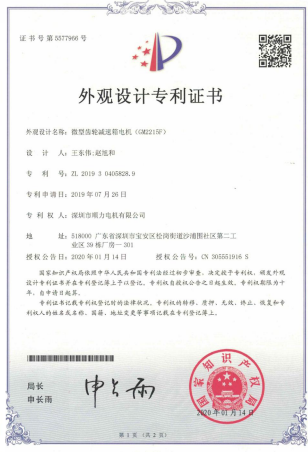 证书号第5577966号
外观设计专利证书
外观设计名称：微型齿轮减速箱电机（GM2215F）
设 计 人：王东伟;赵旭和
专 利 号：ZL 2019 3 0405828.9
专利申请日：2019年07月26日
专 利 权 人：深圳市顺力电机有限公司
地 址：518000 广东省深圳市宝安区松岗街道沙浦围社区第二工
业区39栋厂房一301
授权公告日：2020年01月14日 授权公告号：CN 305551916 S
国家知识产权局依照中华人民共和国专利法经过初步审查，决定授予专利权，颁发外观
设计专利证书并在专利登记簿上予以登记。专利权自授权公告之日起生效。专利权期限为十
年，自申请日起算。
专利证书记载专利权登记时的法律状况。专利权的转移、质押、无效、终止、恢复和专
利权人的姓名或名称、国籍、地址变更等事项记载在专利登记簿上。
局长
申长雨
申长雨
国家知识产权局
2020年01月14日
第 1 页 （共 2 页）